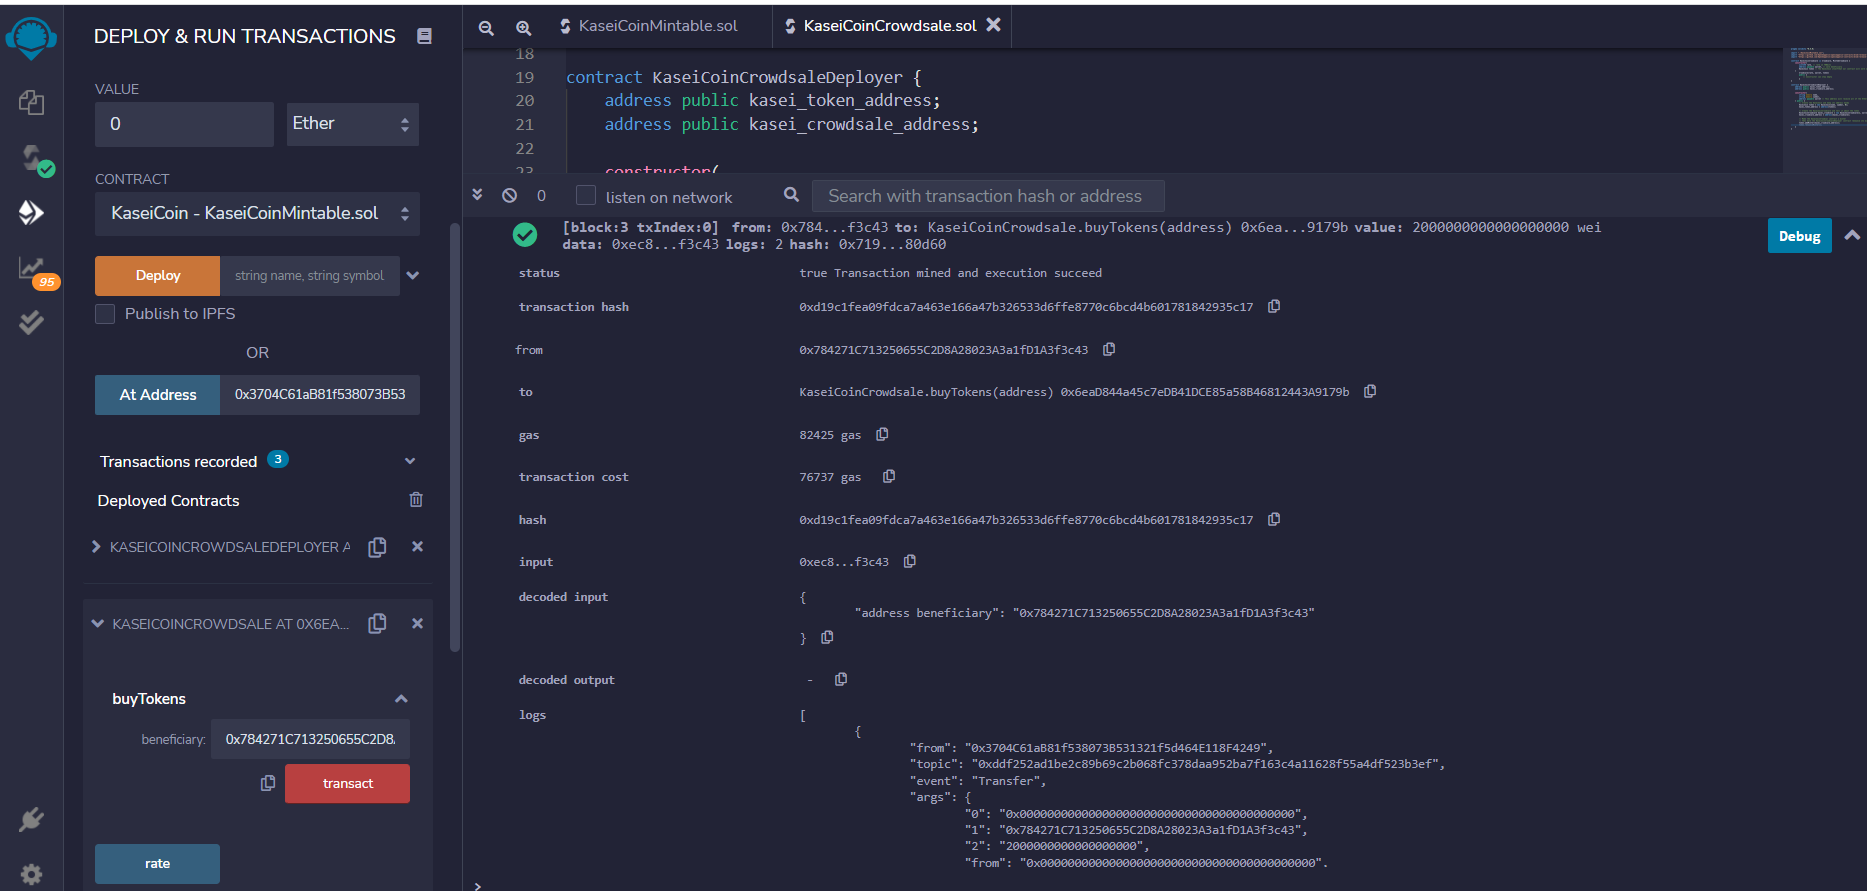 DEPLOY & RUN TRANSACTIONS
VALUE
0
Ether
CONTRACT
KaseiCoin - KaseiCoinMintable.sol
Deploy
string name, string symbol
Publish to IPFS
OR
At Address
0x3704C61aB81f538073B53
Transactions recorded 3
Deployed Contracts
KASEICOINCROWDSALEDEPLOYER A
KASEICOINCROWDSALE AT 0X6EA...
buyTokens
beneficiary:
0x784271C713250655C2D8
transact
rate
95
KaseiCoinMintable.sol
KaseiCoinCrowdsale.sol
18
19 contract KaseiCoinCrowdsaleDeployer {
20 address public kasei_token_address;
21 address public kasei_crowdsale_address;
22
23 constructor(
0
listen on network
Search with transaction hash or address
[block:3 txIndex:0] from: 0x784...f3c43 to: KaseiCoinCrowdsale.buyTokens(address) 0x6ea...9179b value: 2000000000000000000 wei
data: 0xec8...f3c43 logs: 2 hash: 0x719...80d60
Debug
status true Transaction mined and execution succeed
transaction hash 0xd19c1fea09fdca7a463e166a47b326533d6ffe8770c6bcd4b601781842935c17
from 0x784271C713250655C2D8A28023A3a1fD1A3f3c43
to KaseiCoinCrowdsale.buyTokens(address) 0x6eaD844a45c7eDB41DCE85a58B46812443A9179b
gas 82425 gas
transaction cost 76737 gas
hash 0xd19c1fea09fdca7a463e166a47b326533d6ffe8770c6bcd4b601781842935c17
input 0xec8...f3c43
decoded input {
"address beneficiary": "0x784271C713250655C2D8A28023A3a1fD1A3f3c43"
}
decoded output -
logs [
{
"from": "0x3704C61aB81f538073B531321f5d464E118F4249",
"topic": "0xddf252ad1be2c89b69c2b068fc378daa952ba7f163c4a11628f55a4df523b3ef",
"event": "Transfer",
"args": {
"0": "0x0000000000000000000000000000000000000000",
"1": "0x784271C713250655C2D8A28023A3a1fD1A3f3c43",
"2": "2000000000000000000",
"from": "0x0000000000000000000000000000000000000000",
>